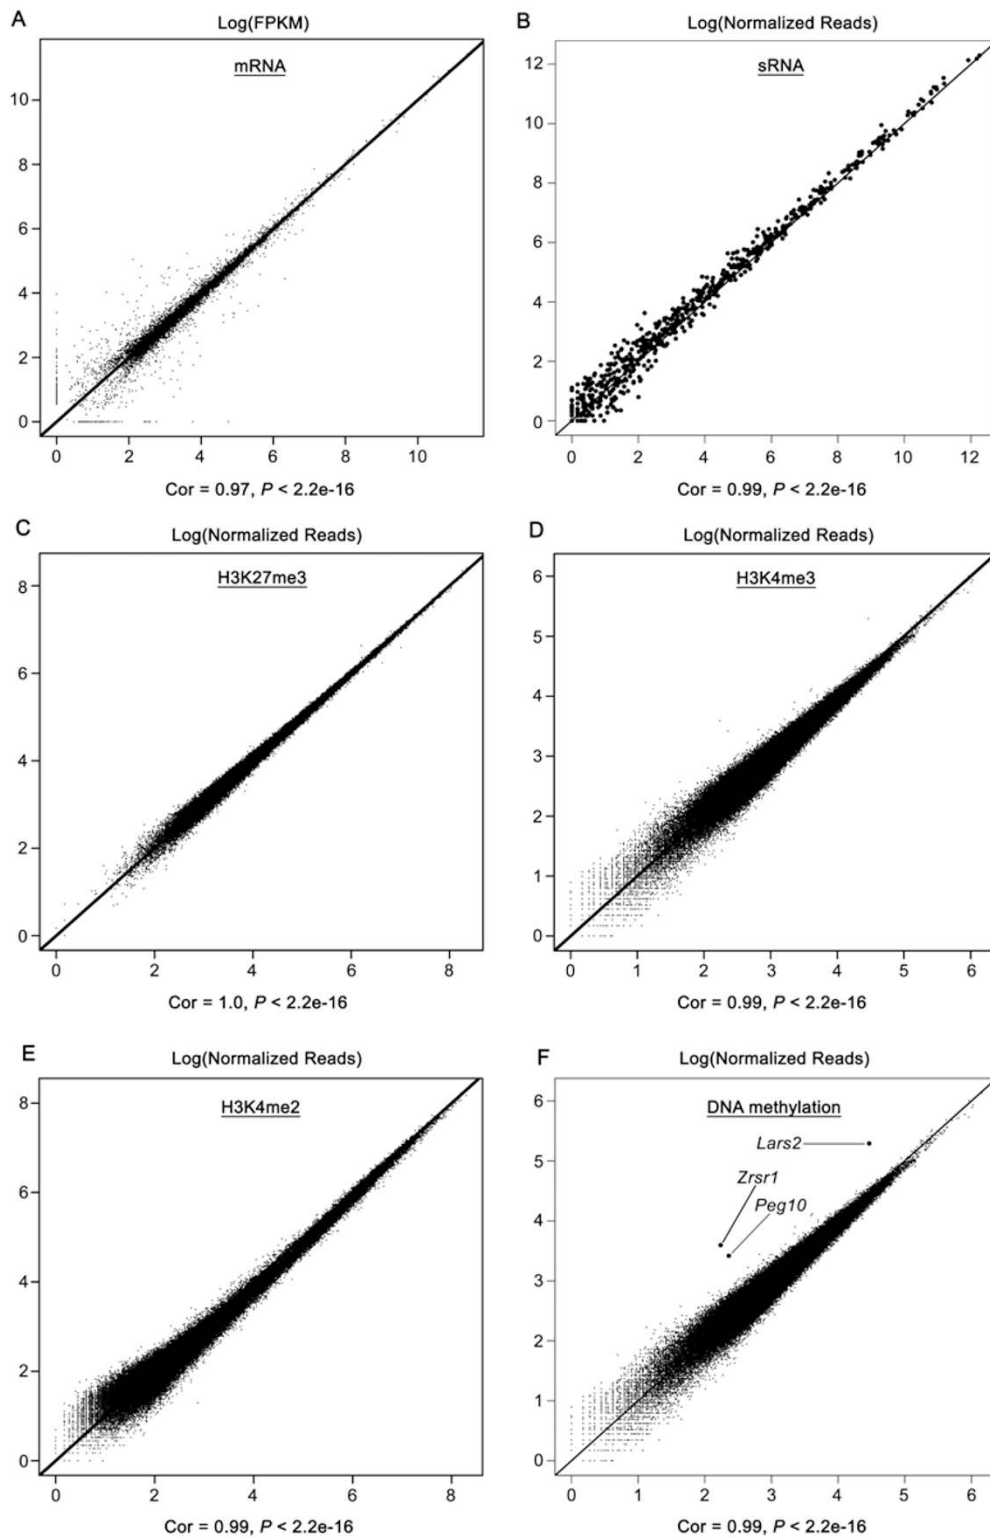 A
Log(FPKM)
mRNA
10
8
6
4
2
0
0 2 4 6 8 10
Cor = 0.97, P < 2.2e-16
B
Log(Normalized Reads)
sRNA
12
10
8
6
4
2
0
0 2 4 6 8 10 12
Cor = 0.99, P < 2.2e-16
C
Log(Normalized Reads)
H3K27me3
8
6
4
2
0
0 2 4 6 8
Cor = 1.0, P < 2.2e-16
D
Log(Normalized Reads)
H3K4me3
6
5
4
3
2
1
0
0 1 2 3 4 5 6
Cor = 0.99, P < 2.2e-16
E
Log(Normalized Reads)
H3K4me2
8
6
4
2
0
0 2 4 6 8
Cor = 0.99, P < 2.2e-16
F
Log(Normalized Reads)
DNA methylation
Lars2
Zrsr1
Peg10
6
5
4
3
2
1
0
0 1 2 3 4 5 6
Cor = 0.99, P < 2.2e-16